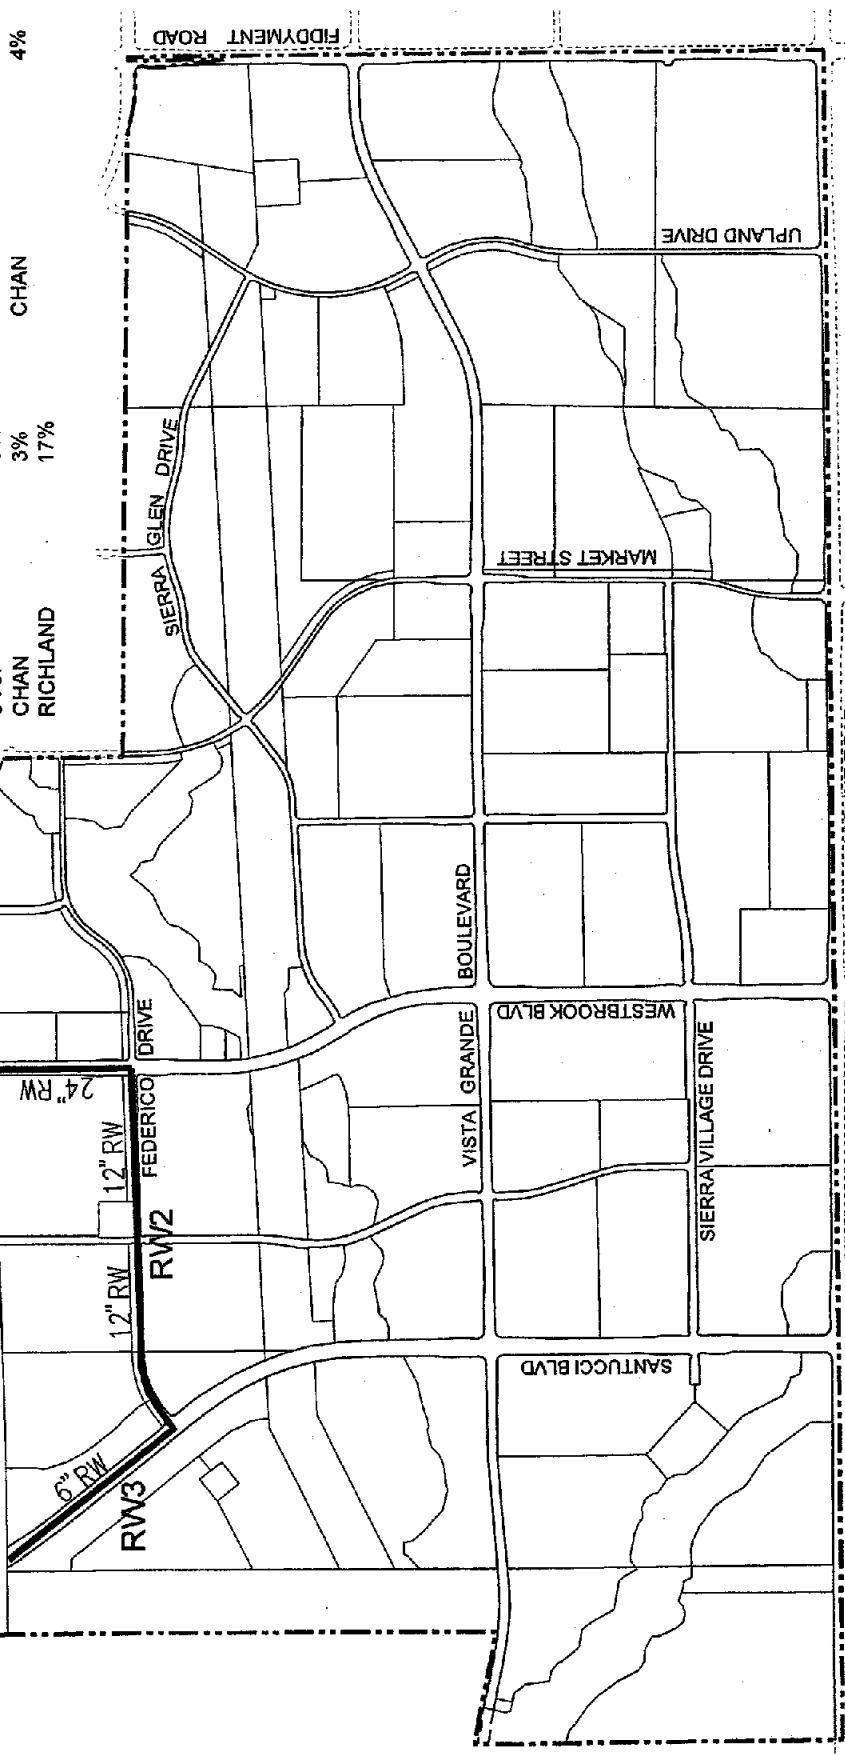 4%
CHAN
3%
17%
CHAN
RICHLAND
FIDDYMENT ROAD
UPLAND DRIVE
SIERRA GLEN DRIVE
MARKET STREET
VISTA GRANDE BOULEVARD
WESTBROOK BLVD
SIERRA VILLAGE DRIVE
FEDERICO DRIVE
24" RW
12" RW
RW2
12" RW
SANTUCCI BLVD
6" RW
RW3